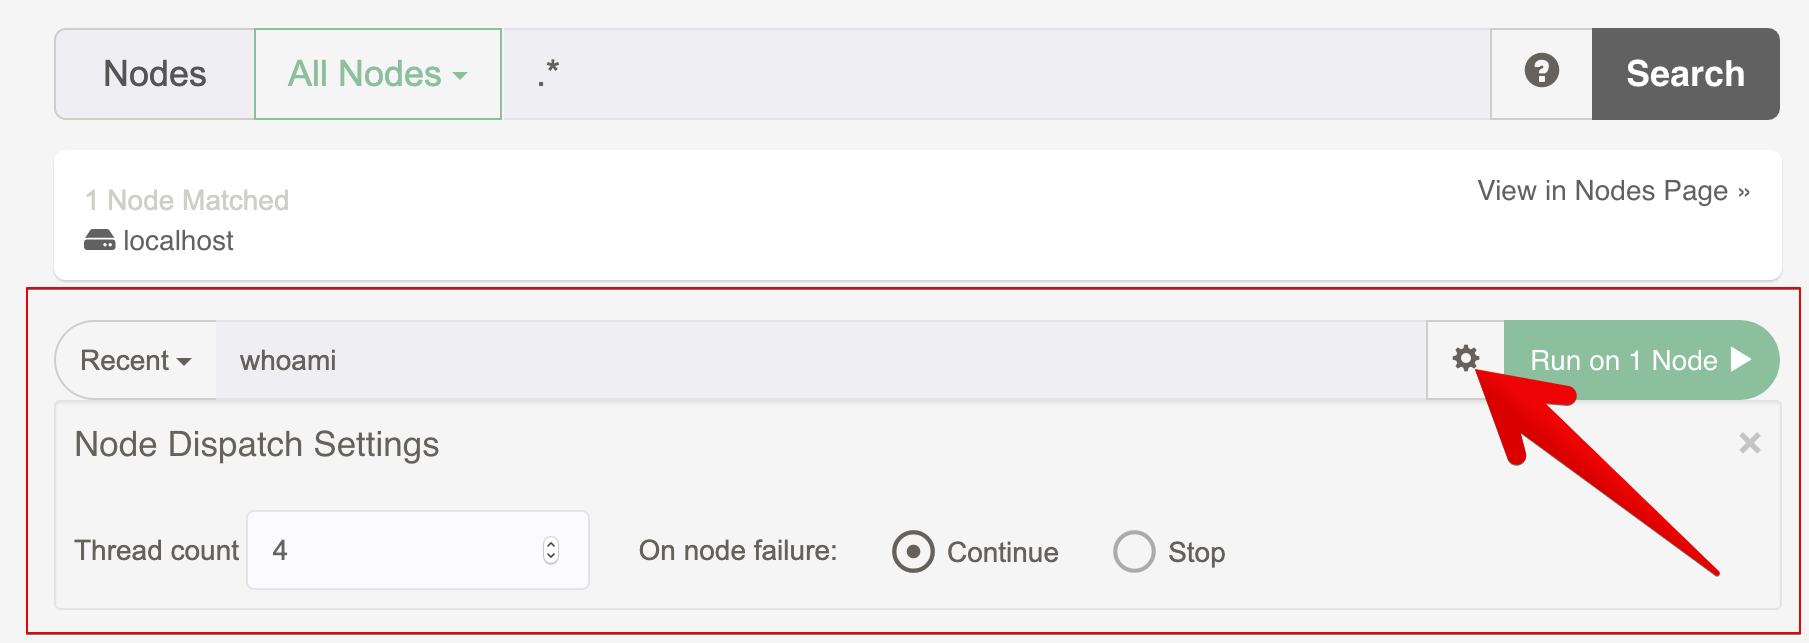 Nodes All Nodes .* ? Search
1 Node Matched View in Nodes Page »
localhost
Recent whoami Run on 1 Node
Node Dispatch Settings
Thread count 4 On node failure: Continue Stop